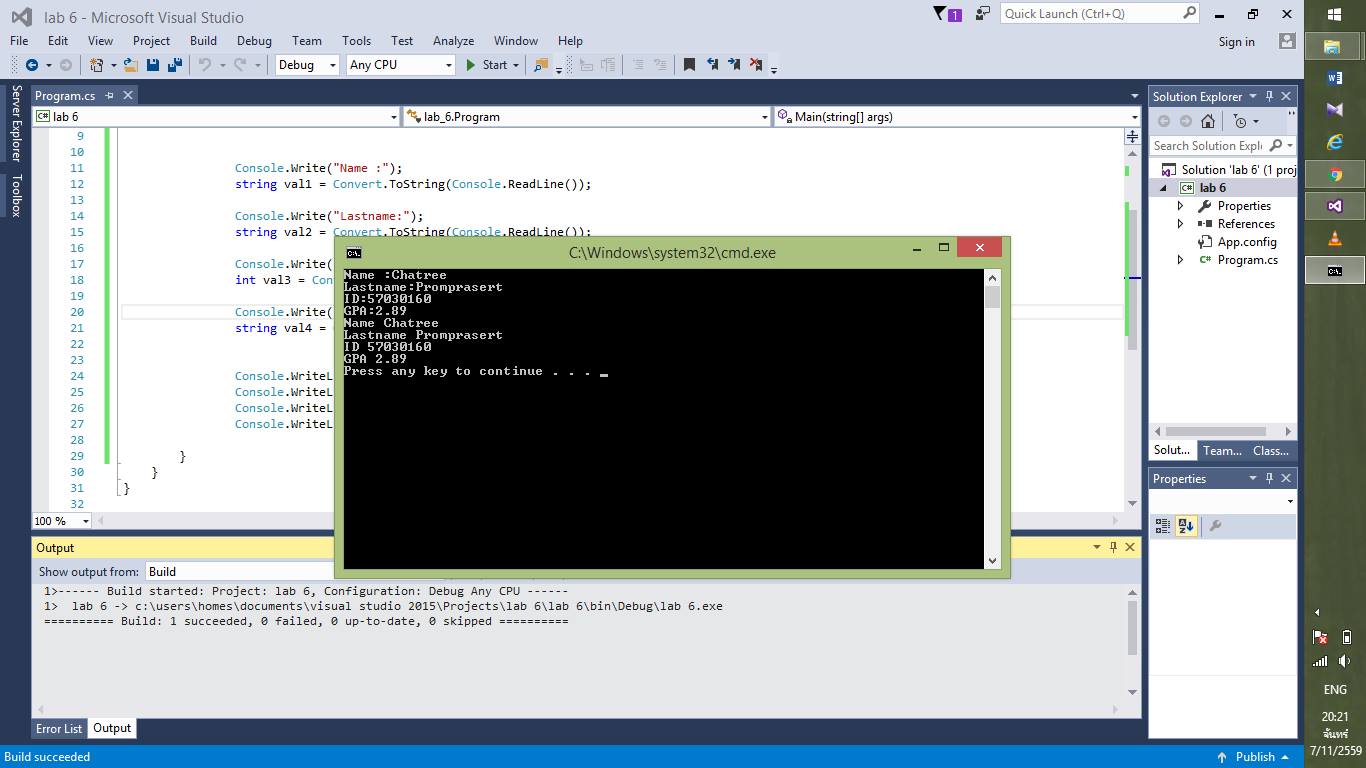 lab 6 - Microsoft Visual Studio
1
Quick Launch (Ctrl+Q)
File Edit View Project Build Debug Team Tools Test Analyze Window Help
Sign in
Debug Any CPU Start
Server Explorer
Toolbox
Program.cs
lab 6 lab_6.Program Main(string[] args)
9
10
11 Console.Write("Name :");
12 string val1 = Convert.ToString(Console.ReadLine());
13
14 Console.Write("Lastname:");
15 string val2 = Convert.ToString(Console.ReadLine());
16
17 Console.Write(
18 int val3 = Con
19
20 Console.Write(
21 string val4 =
22
23
24 Console.WriteL
25 Console.WriteL
26 Console.WriteL
27 Console.WriteL
28
29 }
30 }
31 }
32
100 %
C:\Windows\system32\cmd.exe
Name :Chatree
Lastname:Promprasert
ID:57030160
GPA:2.89
Name Chatree
Lastname Promprasert
ID 57030160
GPA 2.89
Press any key to continue . . . _
Output
Show output from: Build
1>------ Build started: Project: lab 6, Configuration: Debug Any CPU ------
1> lab 6 -> c:\users\homes\documents\visual studio 2015\Projects\lab 6\lab 6\bin\Debug\lab 6.exe
========== Build: 1 succeeded, 0 failed, 0 up-to-date, 0 skipped ==========
Error List Output
Build succeeded
Publish
Solution Explorer
Search Solution Expl
Solution 'lab 6' (1 proj
C# lab 6
Properties
References
App.config
C# Program.cs
Solut... Team... Class...
Properties
ENG
20:21
จันทร์
7/11/2559